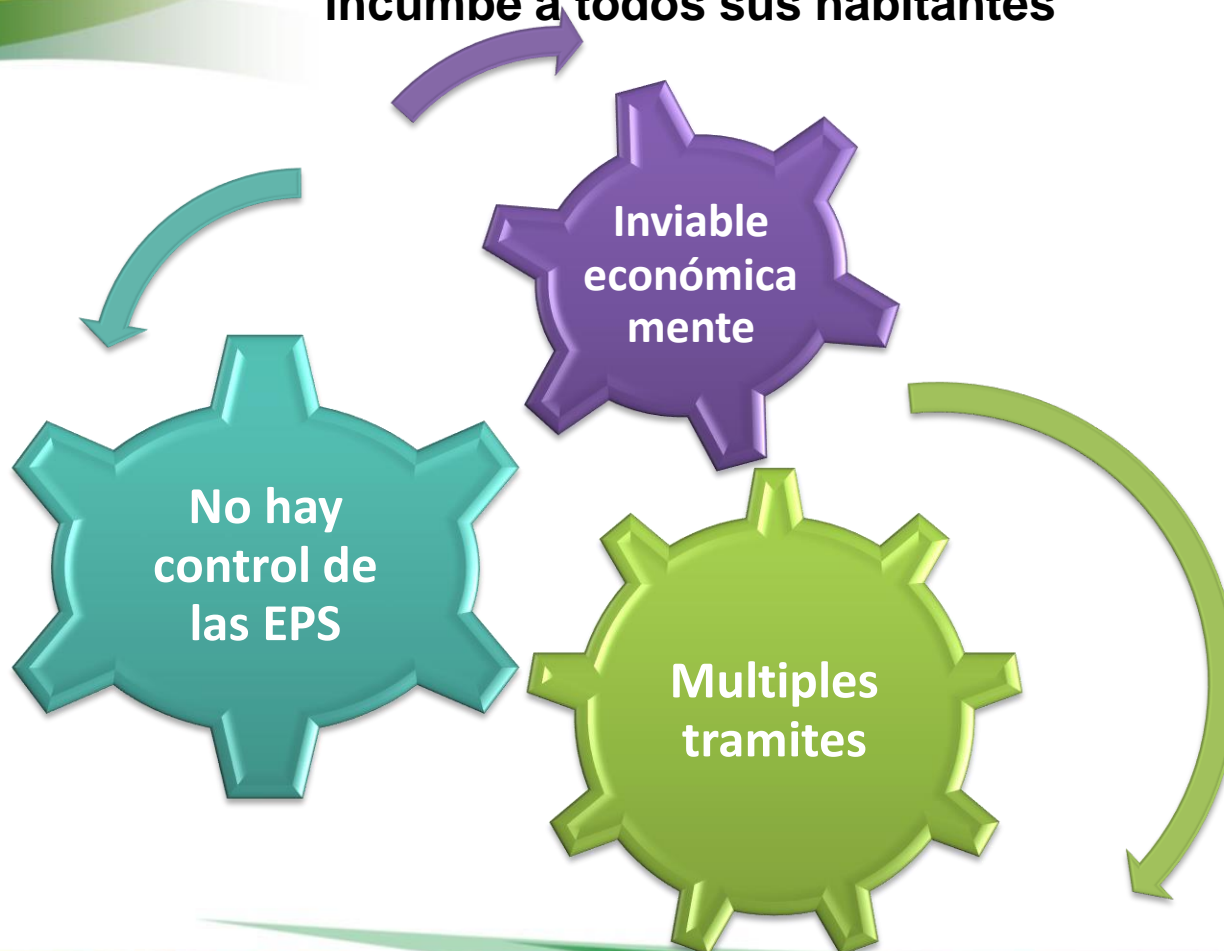 incumbe a todos sus habitantes
Inviable
económica
mente
No hay
control de
las EPS
Multiples
tramites